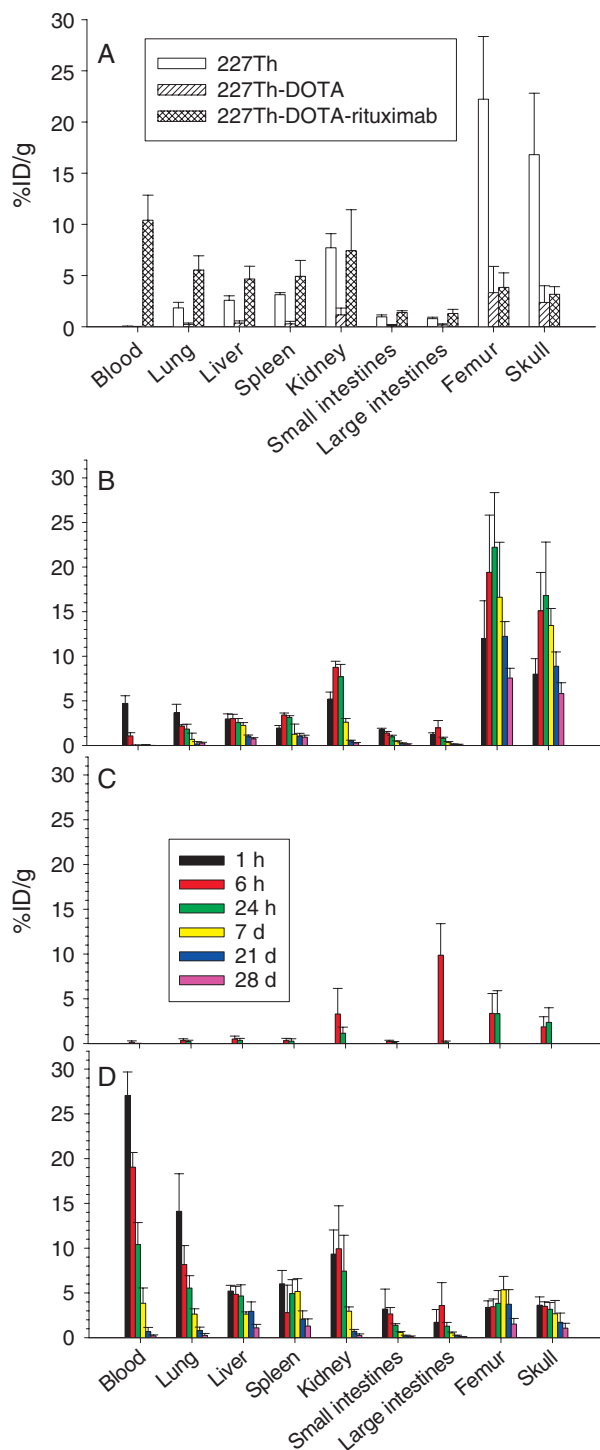 A
30
25
20
15
10
5
0
%ID/g
227Th
227Th-DOTA
227Th-DOTA-rituximab
Blood
Lung
Liver
Spleen
Kidney
Small intestines
Large intestines
Femur
Skull
B
30
25
20
15
10
5
0
C
30
25
20
15
10
5
0
%ID/g
1 h
6 h
24 h
7 d
21 d
28 d
D
30
25
20
15
10
5
0
Blood
Lung
Liver
Spleen
Kidney
Small intestines
Large intestines
Femur
Skull